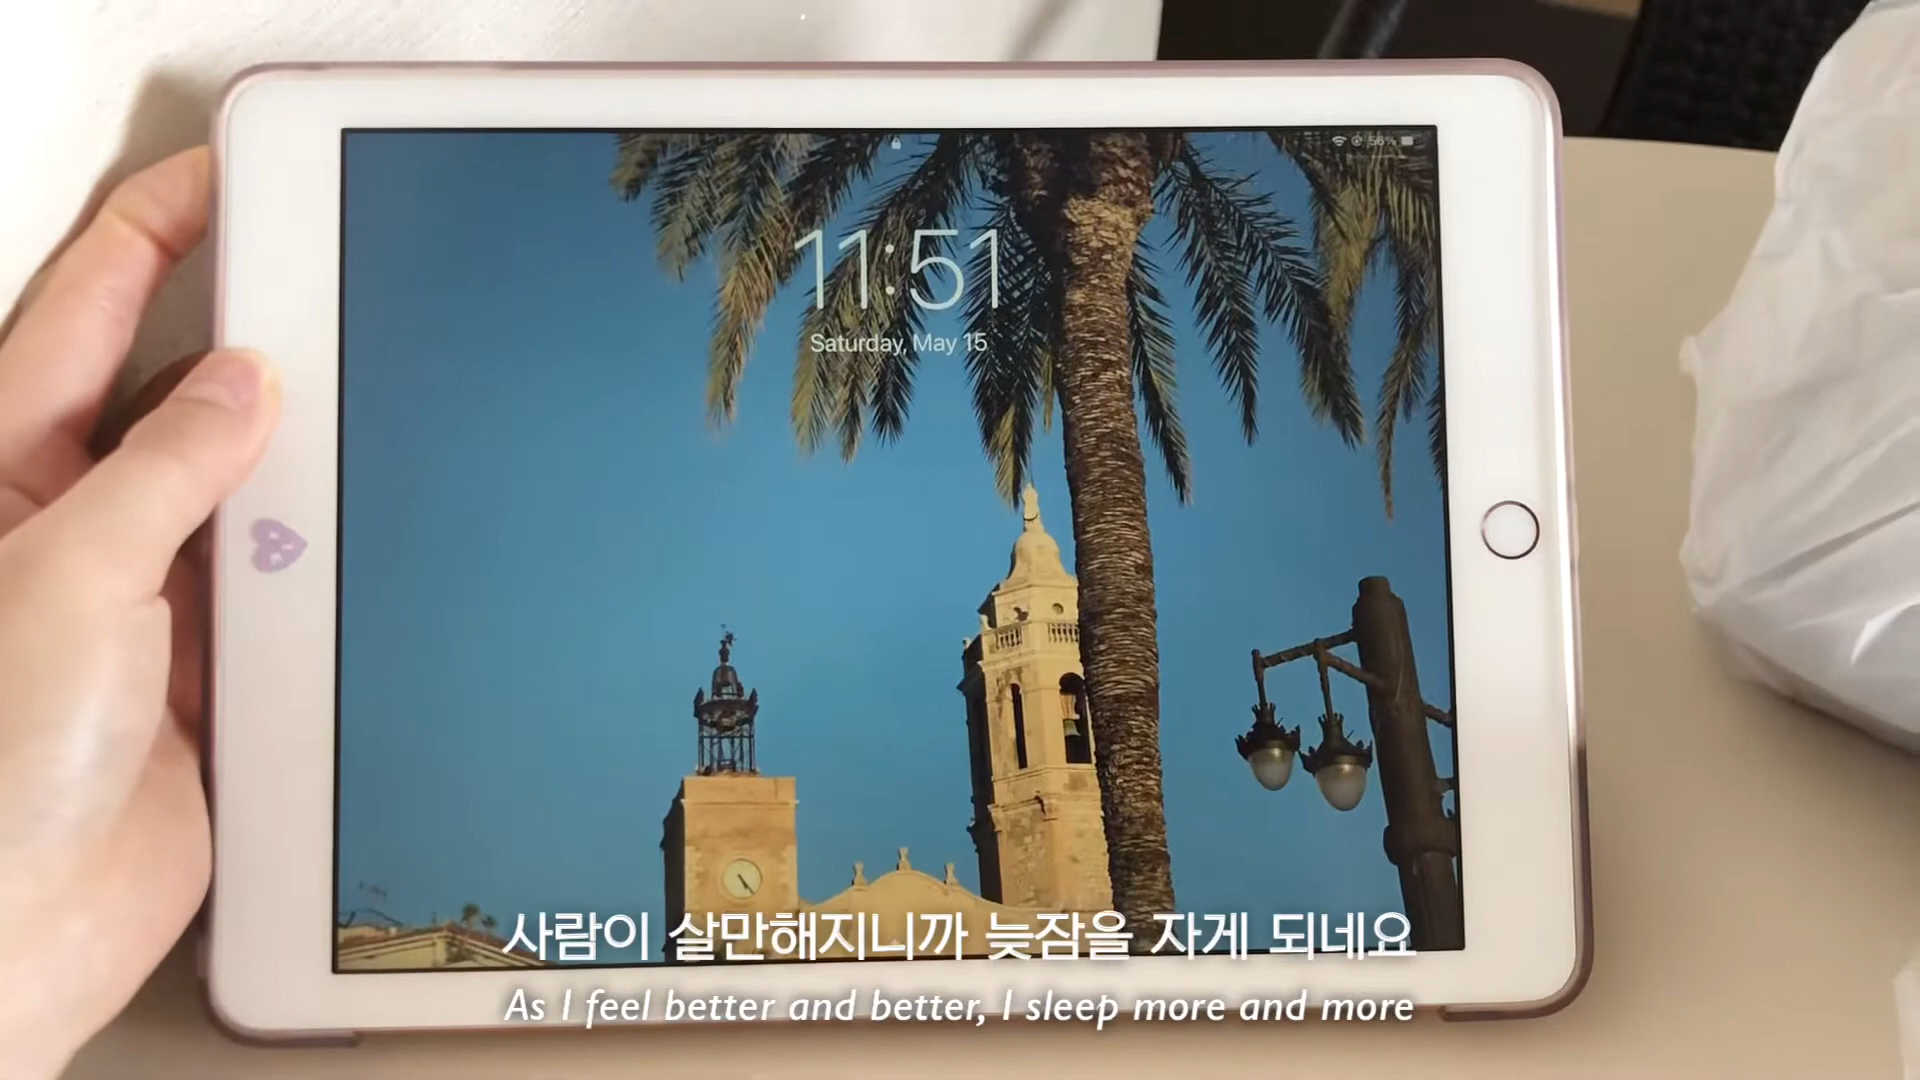 56%
11:51
Saturday, May 15
사람이 살만해지니까 늦잠을 자게 되네요
As I feel better and better, I sleep more and more